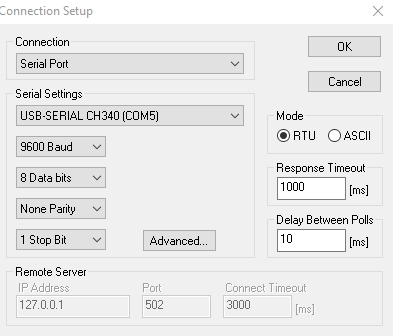 Connection Setup
Connection
Serial Port
OK
Cancel
Serial Settings
USB-SERIAL CH340 (COM5)
9600 Baud
8 Data bits
None Parity
1 Stop Bit
Advanced...
Mode
RTU ASCII
Response Timeout
1000 [ms]
Delay Between Polls
10 [ms]
Remote Server
IP Address Port Connect Timeout
127.0.0.1 502 3000 [ms]